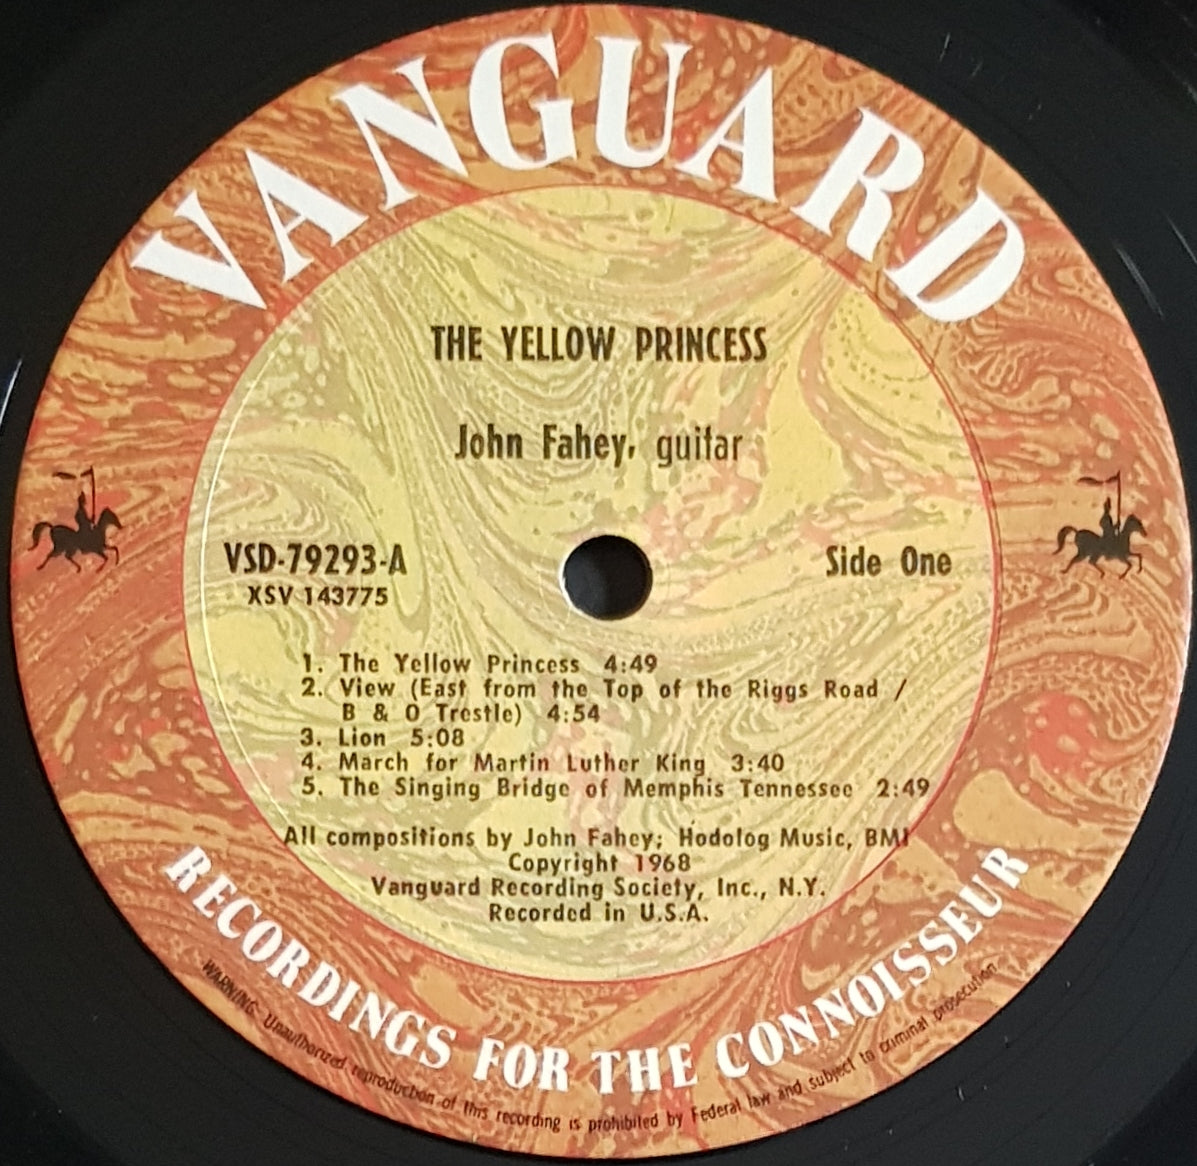 VANGUARD
THE YELLOW PRINCESS
John Fahey, guitar
VSD-79293-A
XSV 143775
Side One
1. The Yellow Princess 4:49
2. View (East from the Top of the Riggs Road /
B & O Trestle) 4:54
3. Lion 5:08
4. March for Martin Luther King 3:40
5. The Singing Bridge of Memphis Tennessee 2:49
All compositions by John Fahey; Hodolog Music, BMI
Copyright 1968
Vanguard Recording Society, Inc., N.Y.
Recorded in U.S.A.
RECORDINGS FOR THE CONNOISSEUR
WARNING: Unauthorized reproduction of this recording is prohibited by Federal law and subject to criminal prosecution